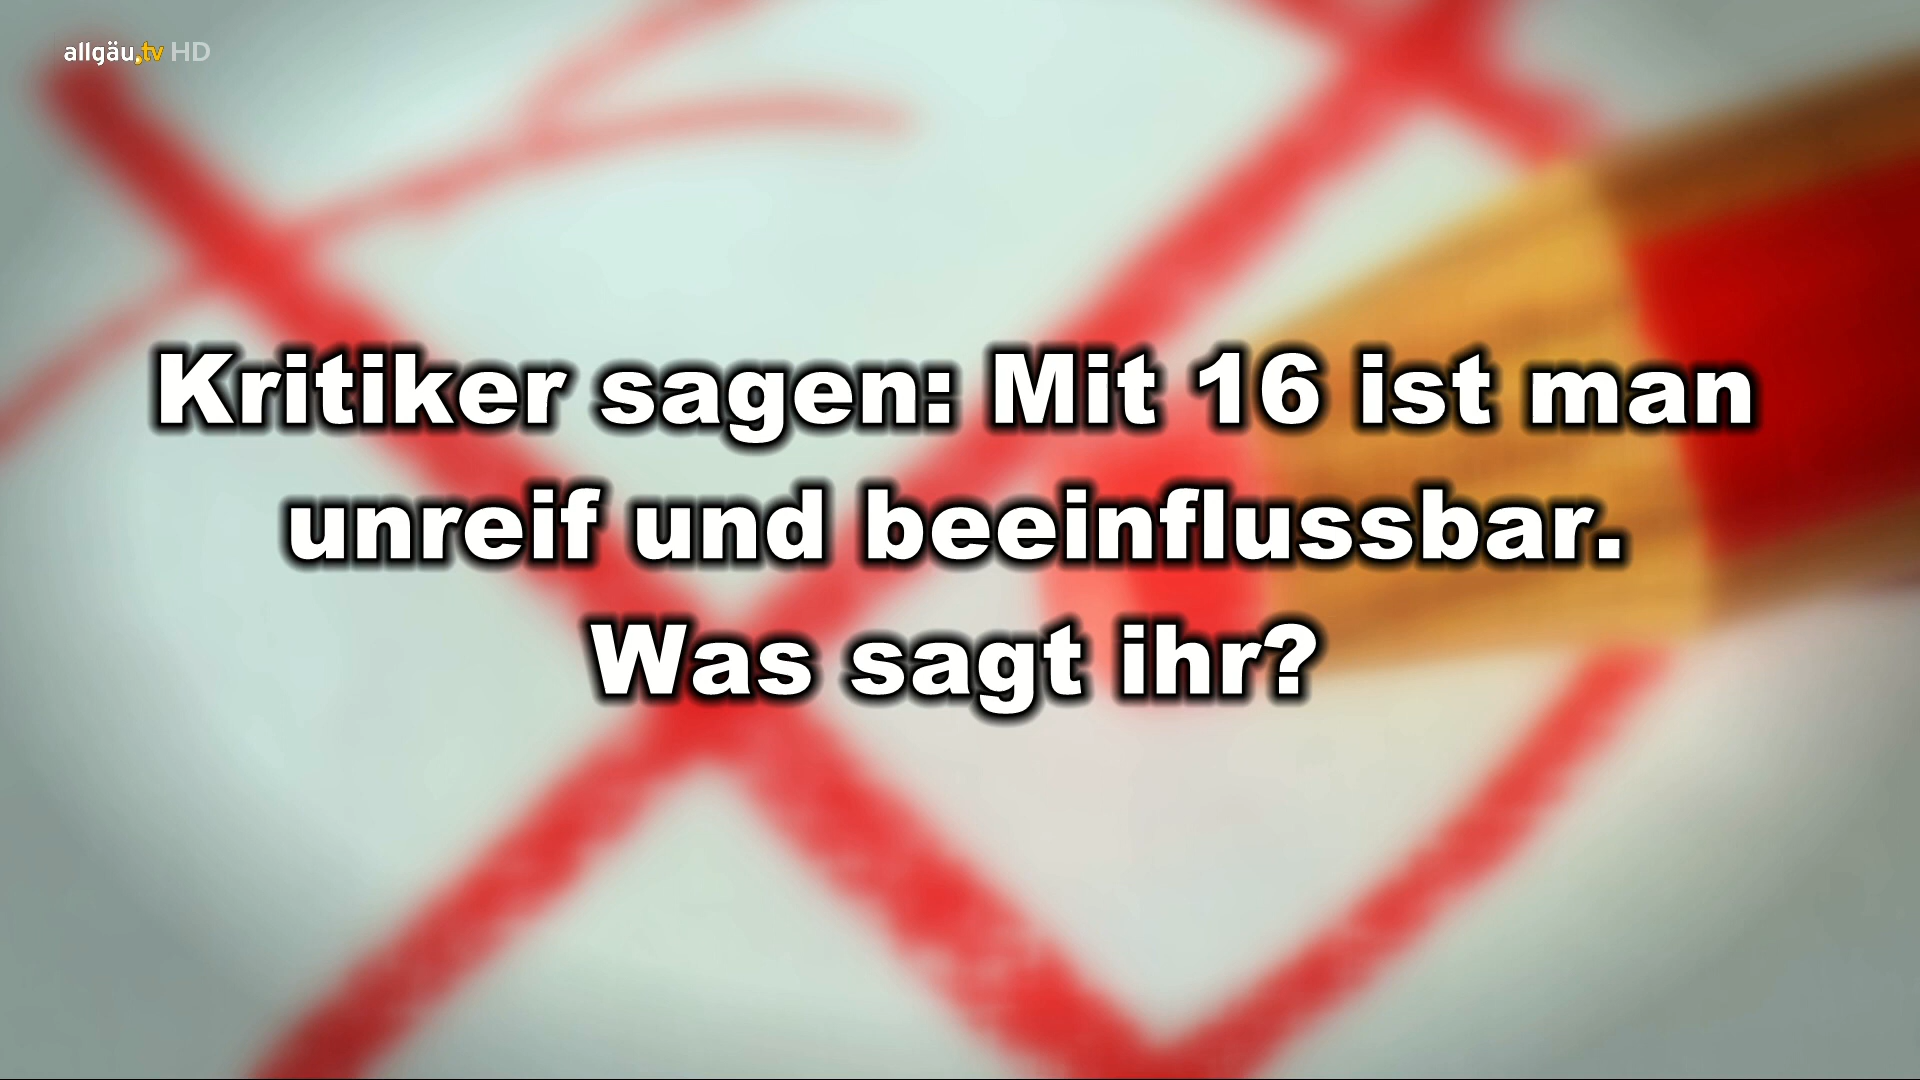 allgäu.tv HD
Kritiker sagen: Mit 16 ist man
unreif und beeinflussbar.
Was sagt ihr?